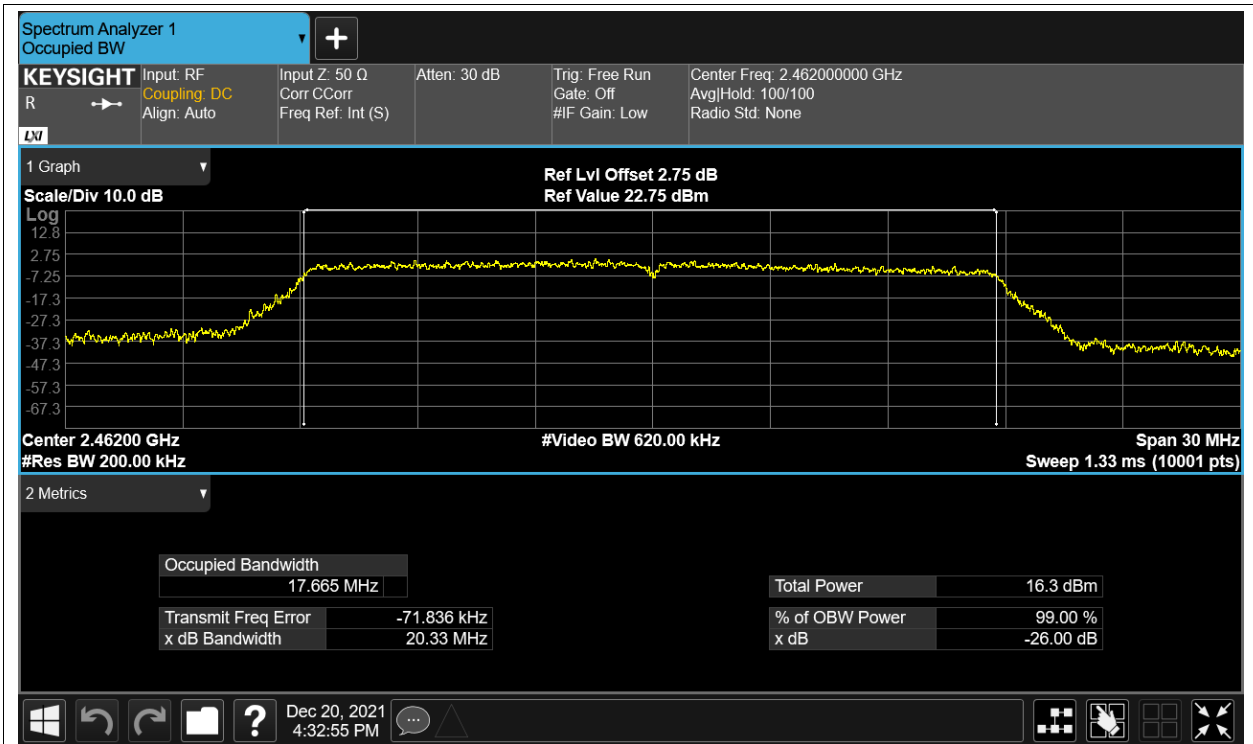 Spectrum Analyzer 1
Occupied BW
KEYSIGHT
R
LXI
Input: RF
Coupling: DC
Align: Auto
Input Z: 50 Ω
Corr CCorr
Freq Ref: Int (S)
Atten: 30 dB
Trig: Free Run
Gate: Off
#IF Gain: Low
Center Freq: 2.462000000 GHz
Avg|Hold: 100/100
Radio Std: None
1 Graph
Scale/Div 10.0 dB
Ref Lvl Offset 2.75 dB
Ref Value 22.75 dBm
Log
12.8
2.75
-7.25
-17.3
-27.3
-37.3
-47.3
-57.3
-67.3
Center 2.46200 GHz
#Video BW 620.00 kHz
Span 30 MHz
#Res BW 200.00 kHz
Sweep 1.33 ms (10001 pts)
2 Metrics
Occupied Bandwidth
17.665 MHz
Total Power 16.3 dBm
Transmit Freq Error -71.836 kHz
% of OBW Power 99.00 %
x dB Bandwidth 20.33 MHz
x dB -26.00 dB
?
Dec 20, 2021
4:32:55 PM